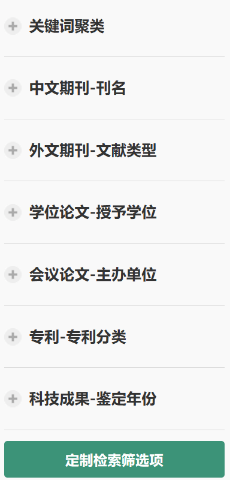 关键词聚类
中文期刊-刊名
外文期刊-文献类型
学位论文-授予学位
会议论文-主办单位
专利-专利分类
科技成果-鉴定年份
定制检索筛选项